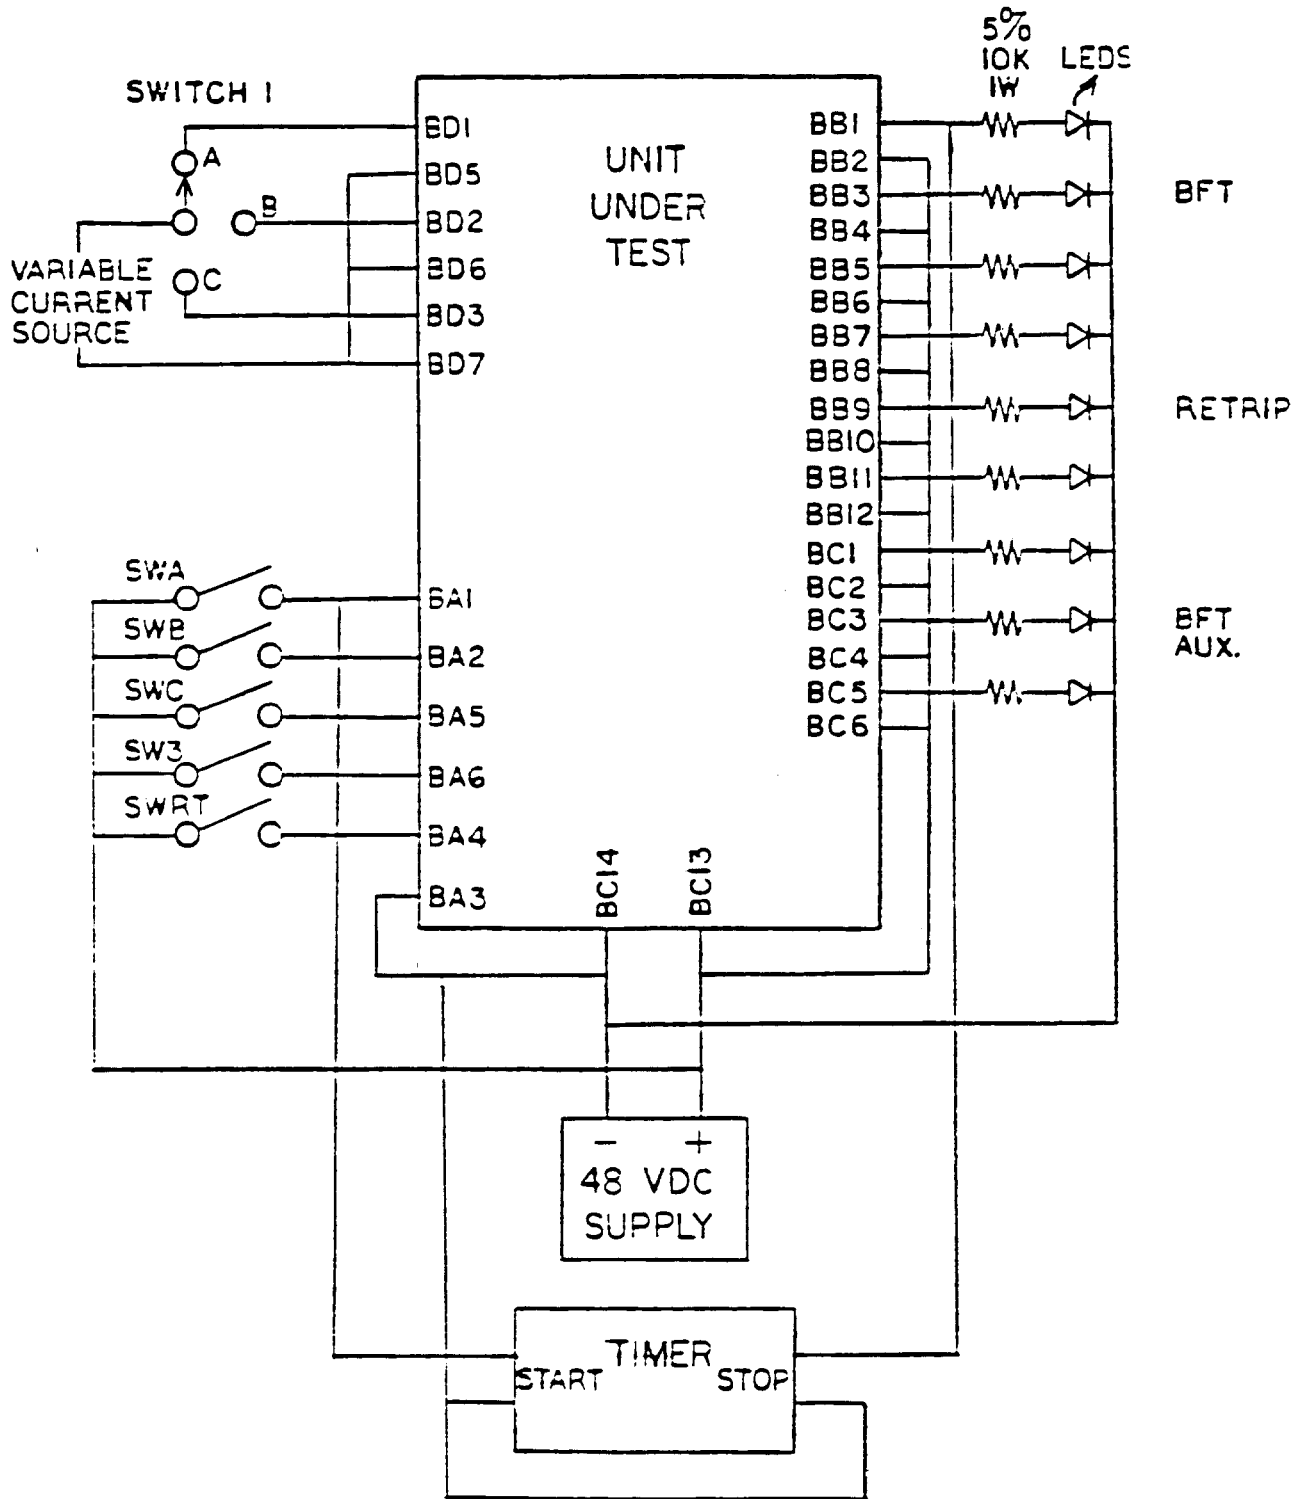 5%
10K
1W
LEDS
SWITCH 1
A
B
C
VARIABLE
CURRENT
SOURCE
BD1
BD5
BD2
BD6
BD3
BD7
UNIT
UNDER
TEST
BB1
BB2
BB3
BB4
BB5
BB6
BB7
BB8
BB9
BB10
BB11
BB12
BC1
BC2
BC3
BC4
BC5
BC6
BFT
RETRIP
BFT
AUX.
SWA
SWB
SWC
SW3
SWRT
BA1
BA2
BA5
BA6
BA4
BA3
BC14
BC13
− +
48 VDC
SUPPLY
TIMER
START STOP